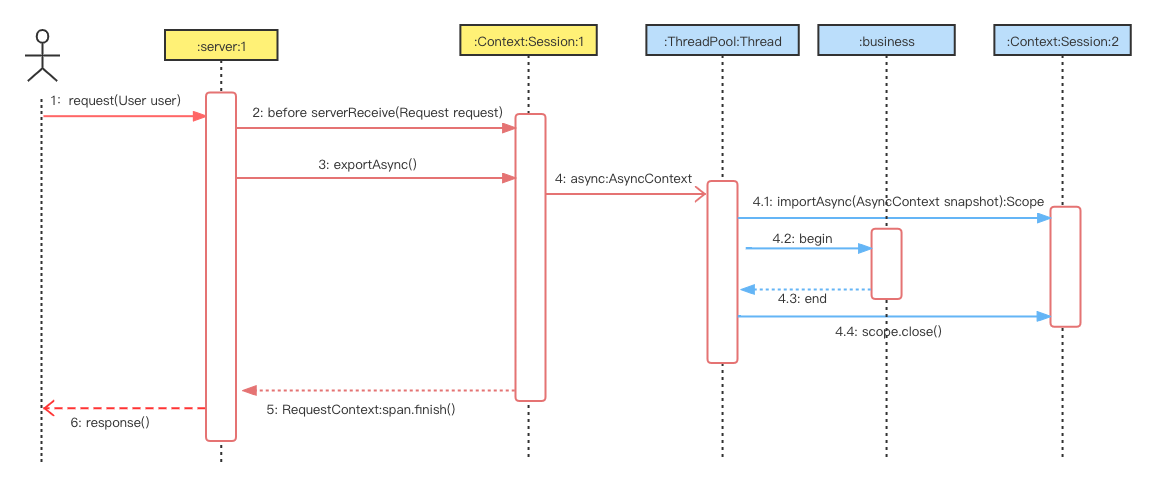 :server:1
:Context:Session:1
:ThreadPool:Thread
:business
:Context:Session:2
1:  request(User user)
2: before serverReceive(Request request)
3: exportAsync()
4: async:AsyncContext
4.1: importAsync(AsyncContext snapshot):Scope
4.2: begin
4.3: end
4.4: scope.close()
5: RequestContext:span.finish()
6: response()